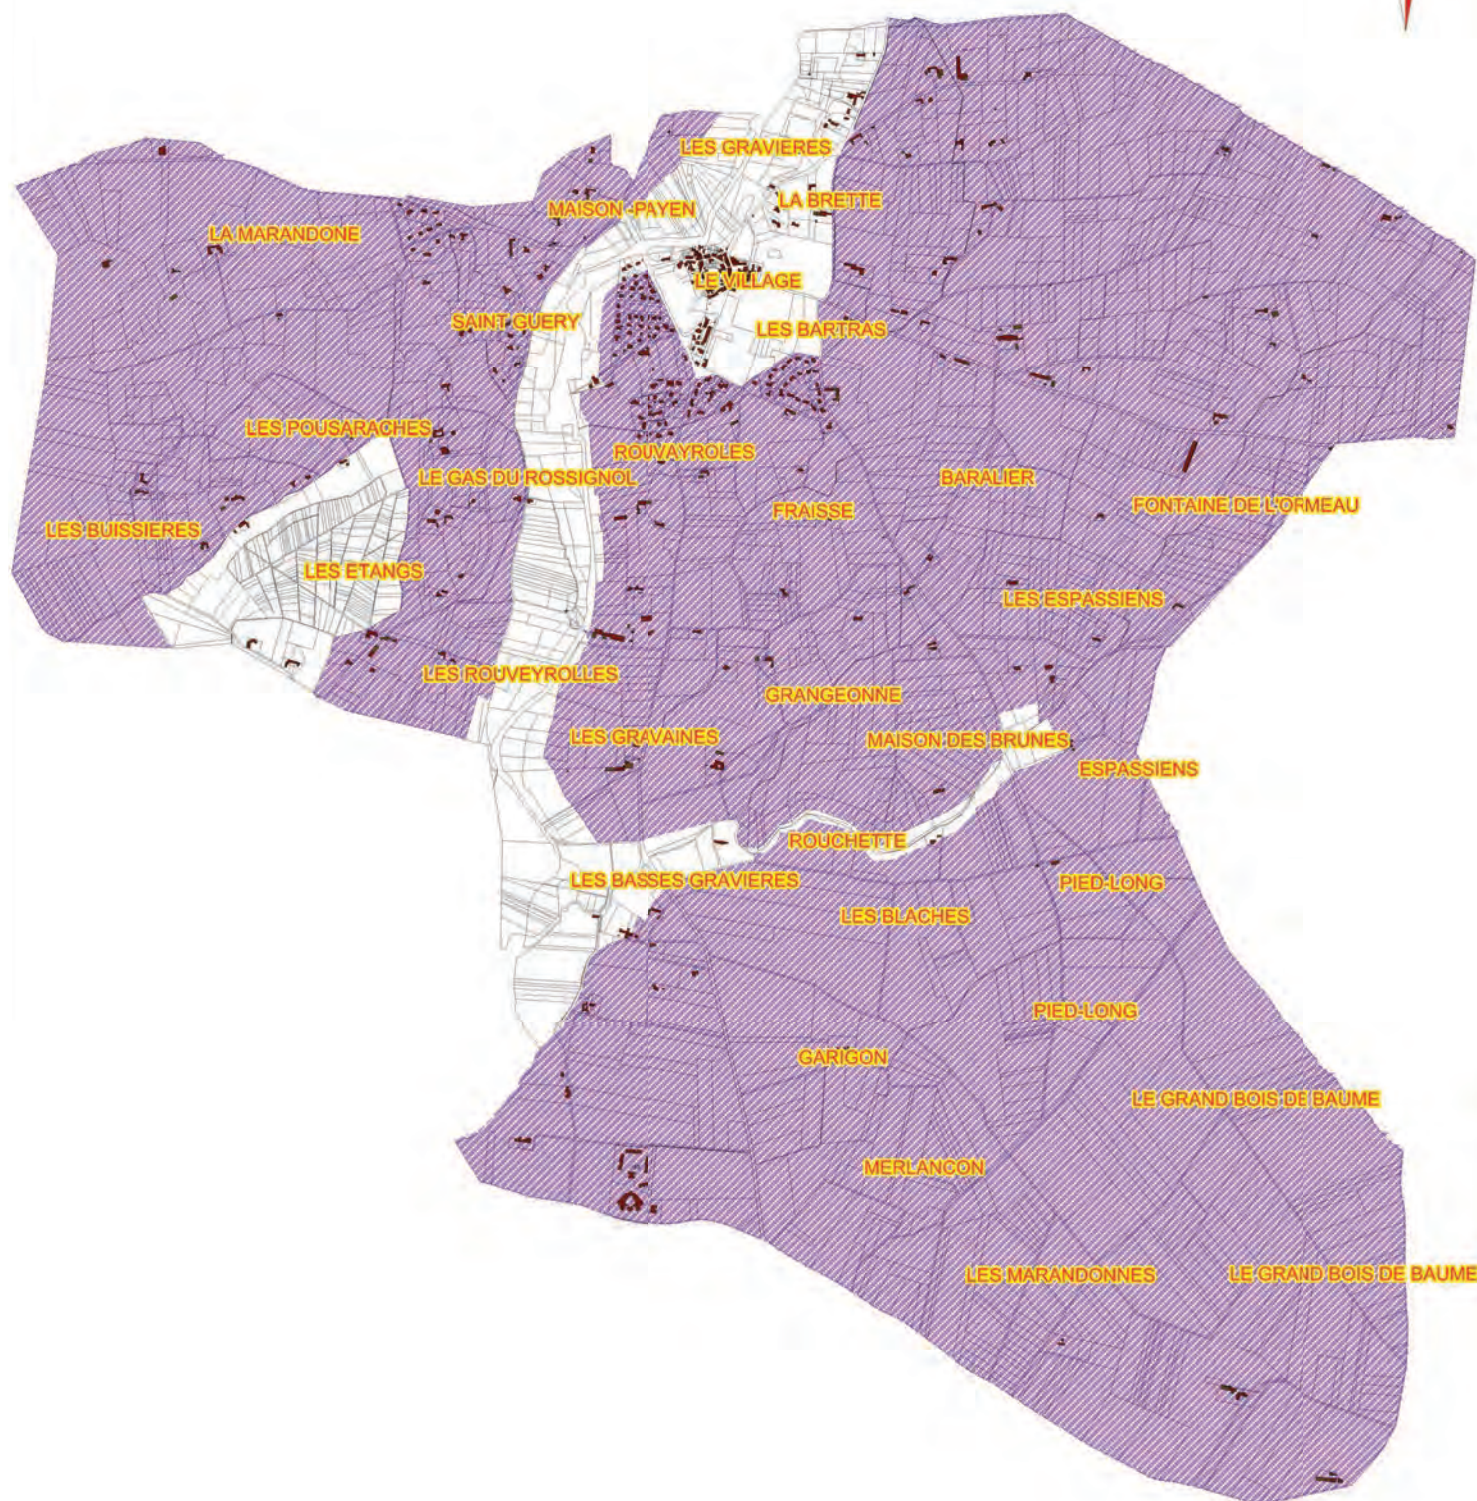 LES GRAVIERES
LA BRETTE
MAISON -PAYEN
LA MARANDONE
LE VILLAGE
SAINT GUERY
LES BARTRAS
LES POUSARACHES
ROUVAYROLES
LE GAS DU ROSSIGNOL
BARALIER
FONTAINE DE L'ORMEAU
FRAISSE
LES BUISSIERES
LES ETANGS
LES ESPASSIENS
LES ROUVEYROLLES
GRANGEONNE
LES GRAVAINES
MAISON DES BRUNES
ESPASSIENS
ROUCHETTE
LES BASSES GRAVIERES
PIED-LONG
LES BLACHES
PIED-LONG
GARIGON
LE GRAND BOIS DE BAUME
MERLANCON
LES MARANDONNES
LE GRAND BOIS DE BAUME